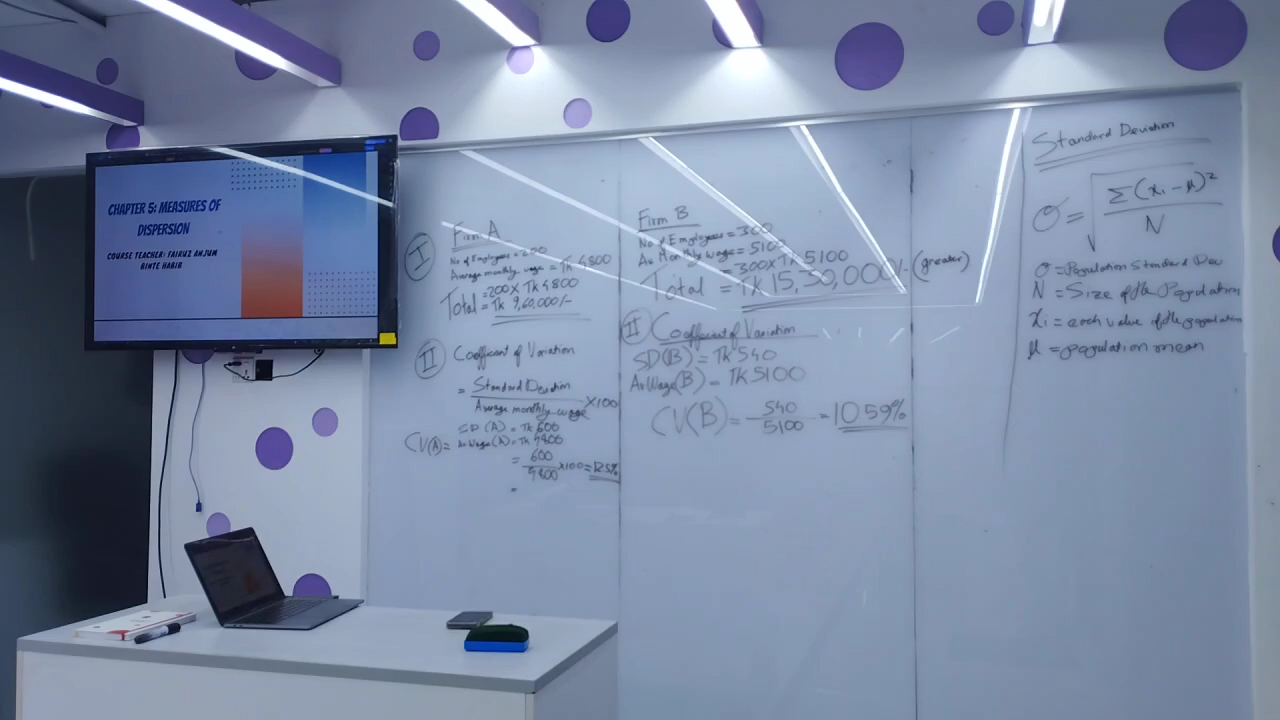 CHAPTER 5: MEASURES OF
DISPERSION
COURSE TEACHER: FAIRUZ ANJUM
BINTE HABIB
I
Firm A
No of Employees = 200
Average monthly wage = Tk 4800
= 200 X Tk 4800
Total = Tk 9,60,000/-
II
Coefficient of Variation
= Standard Deviation
Average monthly wage X100
SD (A) = Tk 600
CV(A) = Av Wage (A) = Tk 4800
= 600
4800 X100 = 12.5%
=
Firm B
No of Employees = 300
Av Monthly wage = 5100
= 300 X Tk 5100
Total = Tk 15,30,000/- (greater)
II Coefficient of Variation
SD(B) = Tk 540
Av Wage (B) = Tk 5100
CV(B) = 540
5100 = 10.59%
Standard Deviation
σ = √ Σ(xi - μ)²
N
σ = Population Standard Dev
N = Size of the Population
xi = each value of the population
μ = population mean